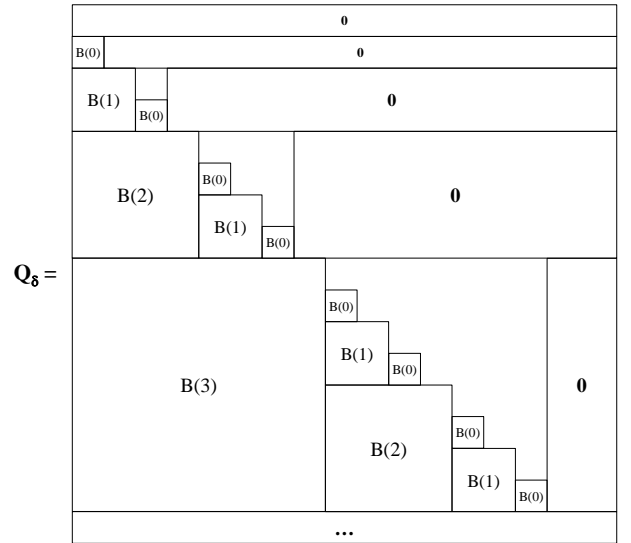 0
B(0) 0
B(1) B(0) 0
B(2) B(0) 0
B(1) B(0)
Q_δ =
B(3) B(0) 0
B(1) B(0)
B(2) B(0)
B(1) B(0)
...